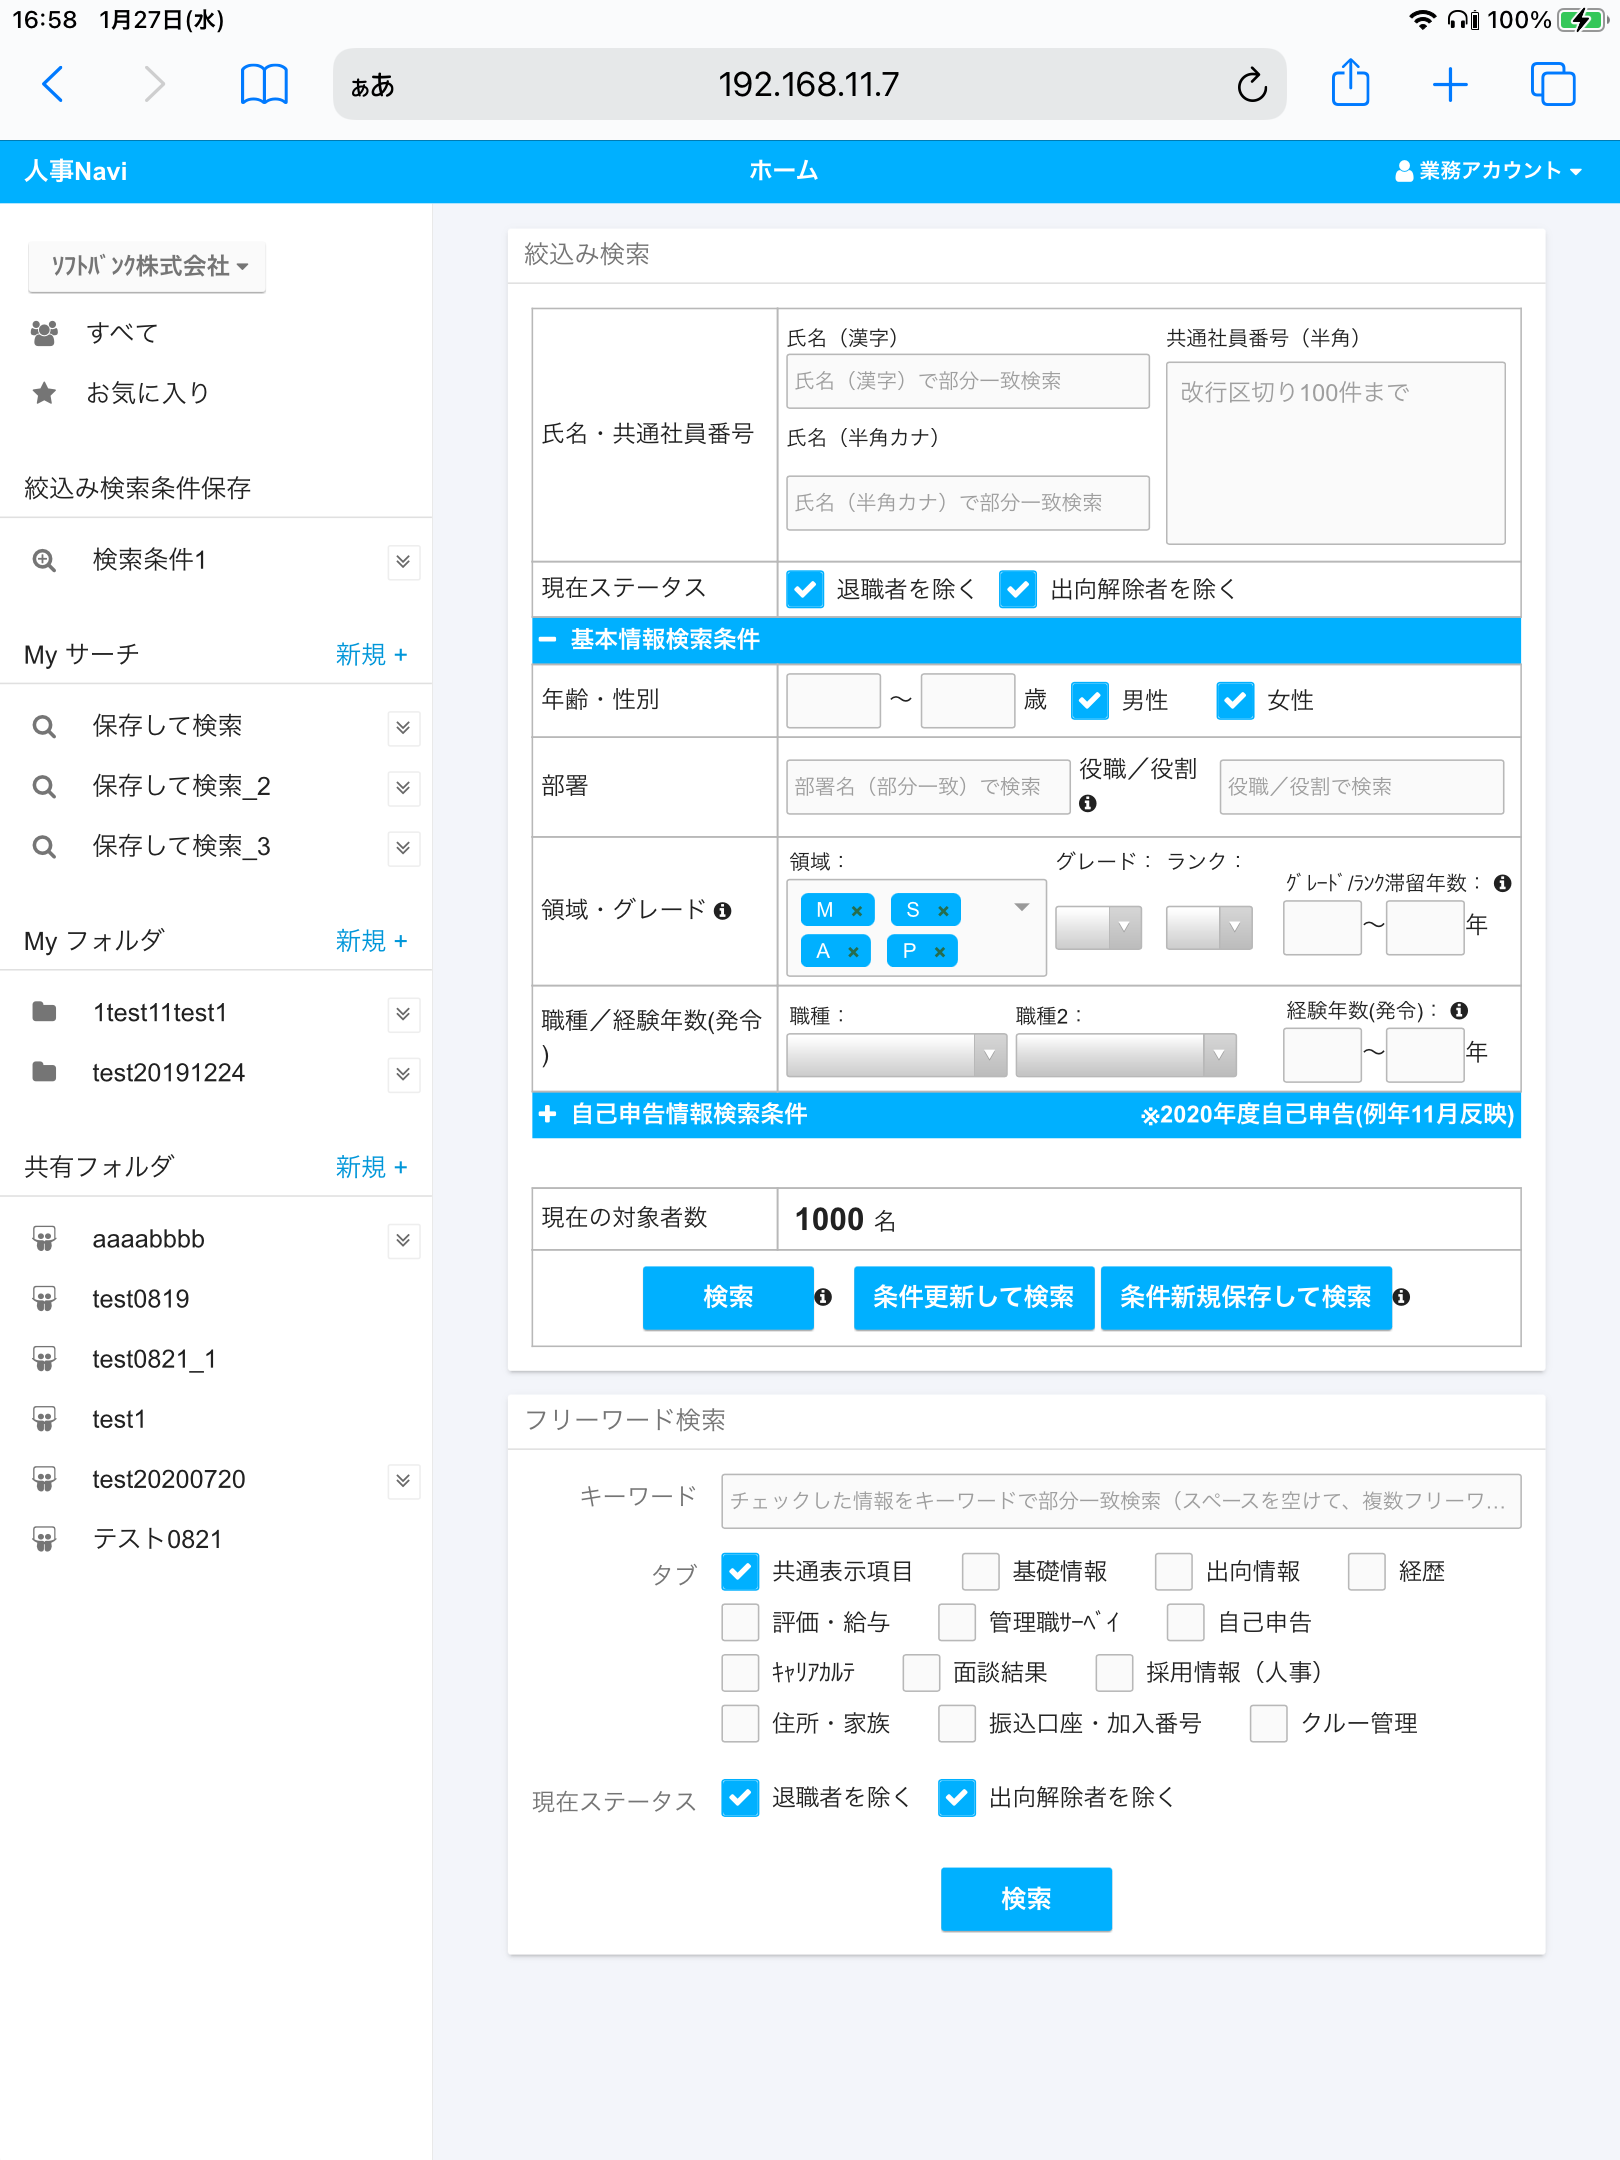 16:58 1月27日(水) 100%
ぁあ 192.168.11.7
人事Navi ホーム 業務アカウント
ｿﾌﾄﾊﾞﾝｸ株式会社
すべて
お気に入り
絞込み検索条件保存
検索条件1
My サーチ 新規 +
保存して検索
保存して検索_2
保存して検索_3
My フォルダ 新規 +
1test11test1
test20191224
共有フォルダ 新規 +
aaaabbbb
test0819
test0821_1
test1
test20200720
テスト0821
絞込み検索
氏名・共通社員番号
氏名（漢字）
氏名（漢字）で部分一致検索
氏名（半角カナ）
氏名（半角カナ）で部分一致検索
共通社員番号（半角）
改行区切り100件まで
現在ステータス 退職者を除く 出向解除者を除く
基本情報検索条件
年齢・性別 ～ 歳 男性 女性
部署 部署名（部分一致）で検索 役職／役割 役職／役割で検索
領域・グレード
領域： グレード： ランク： ｸﾞﾚｰﾄﾞ/ﾗﾝｸ滞留年数：
M × S ×
A × P ×
～ 年
職種／経験年数(発令
)
職種： 職種2： 経験年数(発令)：
～ 年
自己申告情報検索条件 ※2020年度自己申告(例年11月反映)
現在の対象者数 1000 名
検索 条件更新して検索 条件新規保存して検索
フリーワード検索
キーワード チェックした情報をキーワードで部分一致検索（スペースを空けて、複数フリーワ...
タブ 共通表示項目 基礎情報 出向情報 経歴
評価・給与 管理職ｻｰﾍﾞｲ 自己申告
ｷｬﾘｱｶﾙﾃ 面談結果 採用情報（人事）
住所・家族 振込口座・加入番号 クルー管理
現在ステータス 退職者を除く 出向解除者を除く
検索